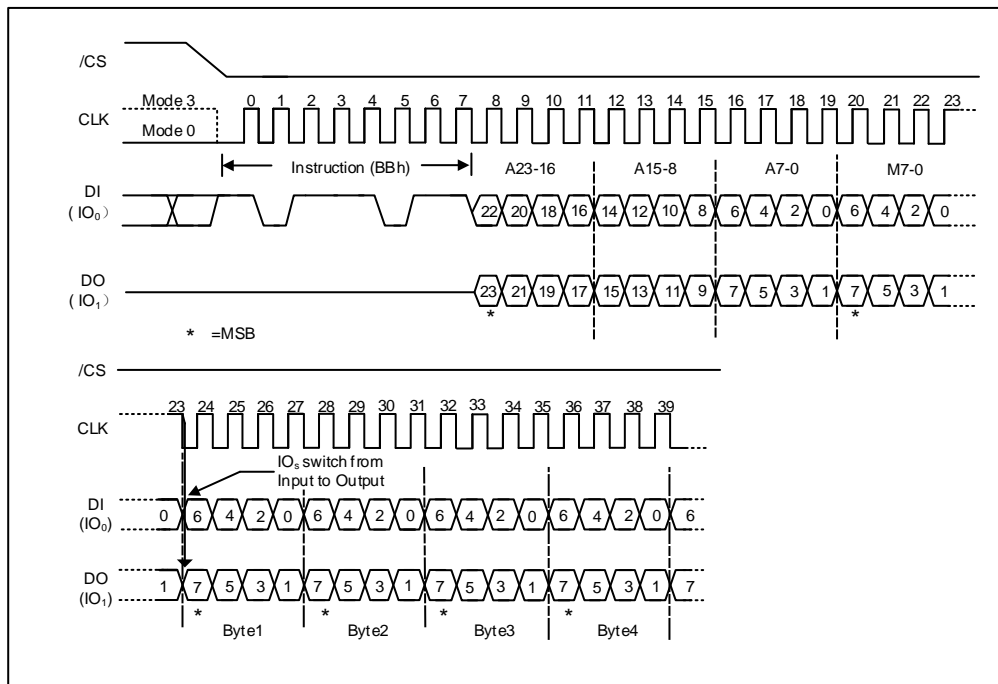 /CS
Mode 3
0 1 2 3 4 5 6 7 8 9 10 11 12 13 14 15 16 17 18 19 20 21 22 23
CLK
Mode 0
Instruction (BBh) A23-16 A15-8 A7-0 M7-0
DI
( IO0)
22 20 18 16 14 12 10 8 6 4 2 0 6 4 2 0
DO
( IO1)
23 21 19 17 15 13 11 9 7 5 3 1 7 5 3 1
* *
* =MSB
/CS
23 24 25 26 27 28 29 30 31 32 33 34 35 36 37 38 39
CLK
IOs switch from
Input to Output
DI
(IO0)
0 6 4 2 0 6 4 2 0 6 4 2 0 6 4 2 0 6
DO
(IO1)
1 7 5 3 1 7 5 3 1 7 5 3 1 7 5 3 1 7
* * * *
Byte1 Byte2 Byte3 Byte4